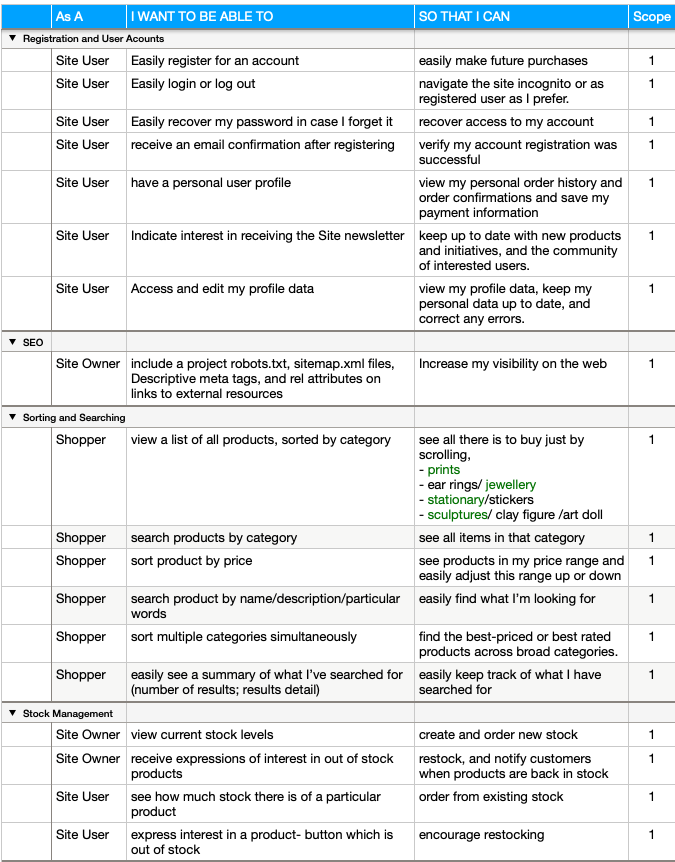 As A I WANT TO BE ABLE TO SO THAT I CAN Scope
▼ Registration and User Acounts
Site User Easily register for an account easily make future purchases 1
Site User Easily login or log out navigate the site incognito or as 1
registered user as I prefer.
Site User Easily recover my password in case I forget it recover access to my account 1
Site User receive an email confirmation after registering verify my account registration was 1
successful
Site User have a personal user profile view my personal order history and 1
order confirmations and save my
payment information
Site User Indicate interest in receiving the Site newsletter keep up to date with new products 1
and initiatives, and the community
of interested users.
Site User Access and edit my profile data view my profile data, keep my 1
personal data up to date, and
correct any errors.
▼ SEO
Site Owner include a project robots.txt, sitemap.xml files, Increase my visibility on the web 1
Descriptive meta tags, and rel attributes on
links to external resources
▼ Sorting and Searching
Shopper view a list of all products, sorted by category see all there is to buy just by 1
scrolling,
- prints
- ear rings/ jewellery
- stationary/stickers
- sculptures/ clay figure /art doll
Shopper search products by category see all items in that category 1
Shopper sort product by price see products in my price range and 1
easily adjust this range up or down
Shopper search product by name/description/particular easily find what I'm looking for 1
words
Shopper sort multiple categories simultaneously find the best-priced or best rated 1
products across broad categories.
Shopper easily see a summary of what I've searched for easily keep track of what I have 1
(number of results; results detail) searched for
▼ Stock Management
Site Owner view current stock levels create and order new stock 1
Site Owner receive expressions of interest in out of stock restock, and notify customers 1
products when products are back in stock
Site User see how much stock there is of a particular order from existing stock 1
product
Site User express interest in a product- button which is encourage restocking 1
out of stock